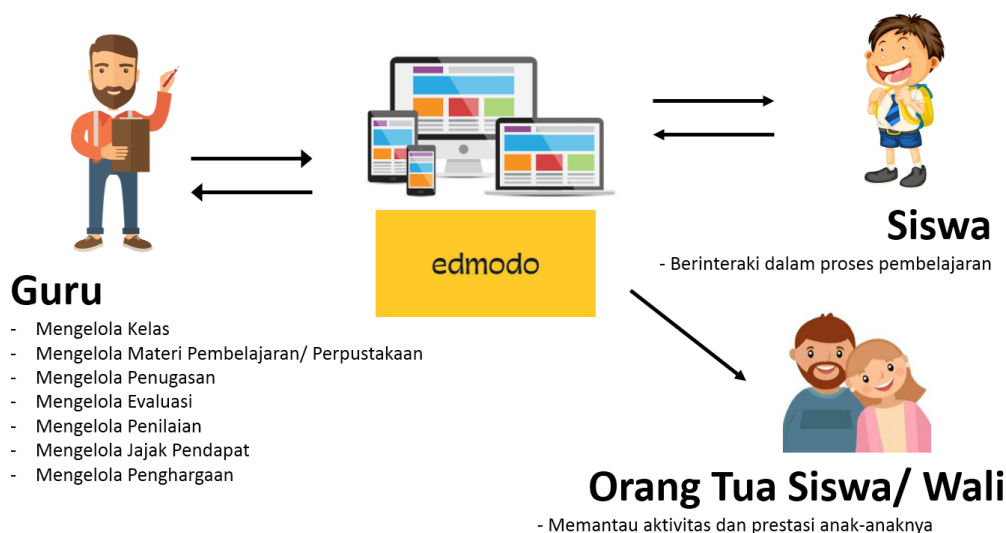 edmodo
Guru
- Mengelola Kelas
- Mengelola Materi Pembelajaran/ Perpustakaan
- Mengelola Penugasan
- Mengelola Evaluasi
- Mengelola Penilaian
- Mengelola Jajak Pendapat
- Mengelola Penghargaan
Siswa
- Berinteraki dalam proses pembelajaran
Orang Tua Siswa/ Wali
- Memantau aktivitas dan prestasi anak-anaknya